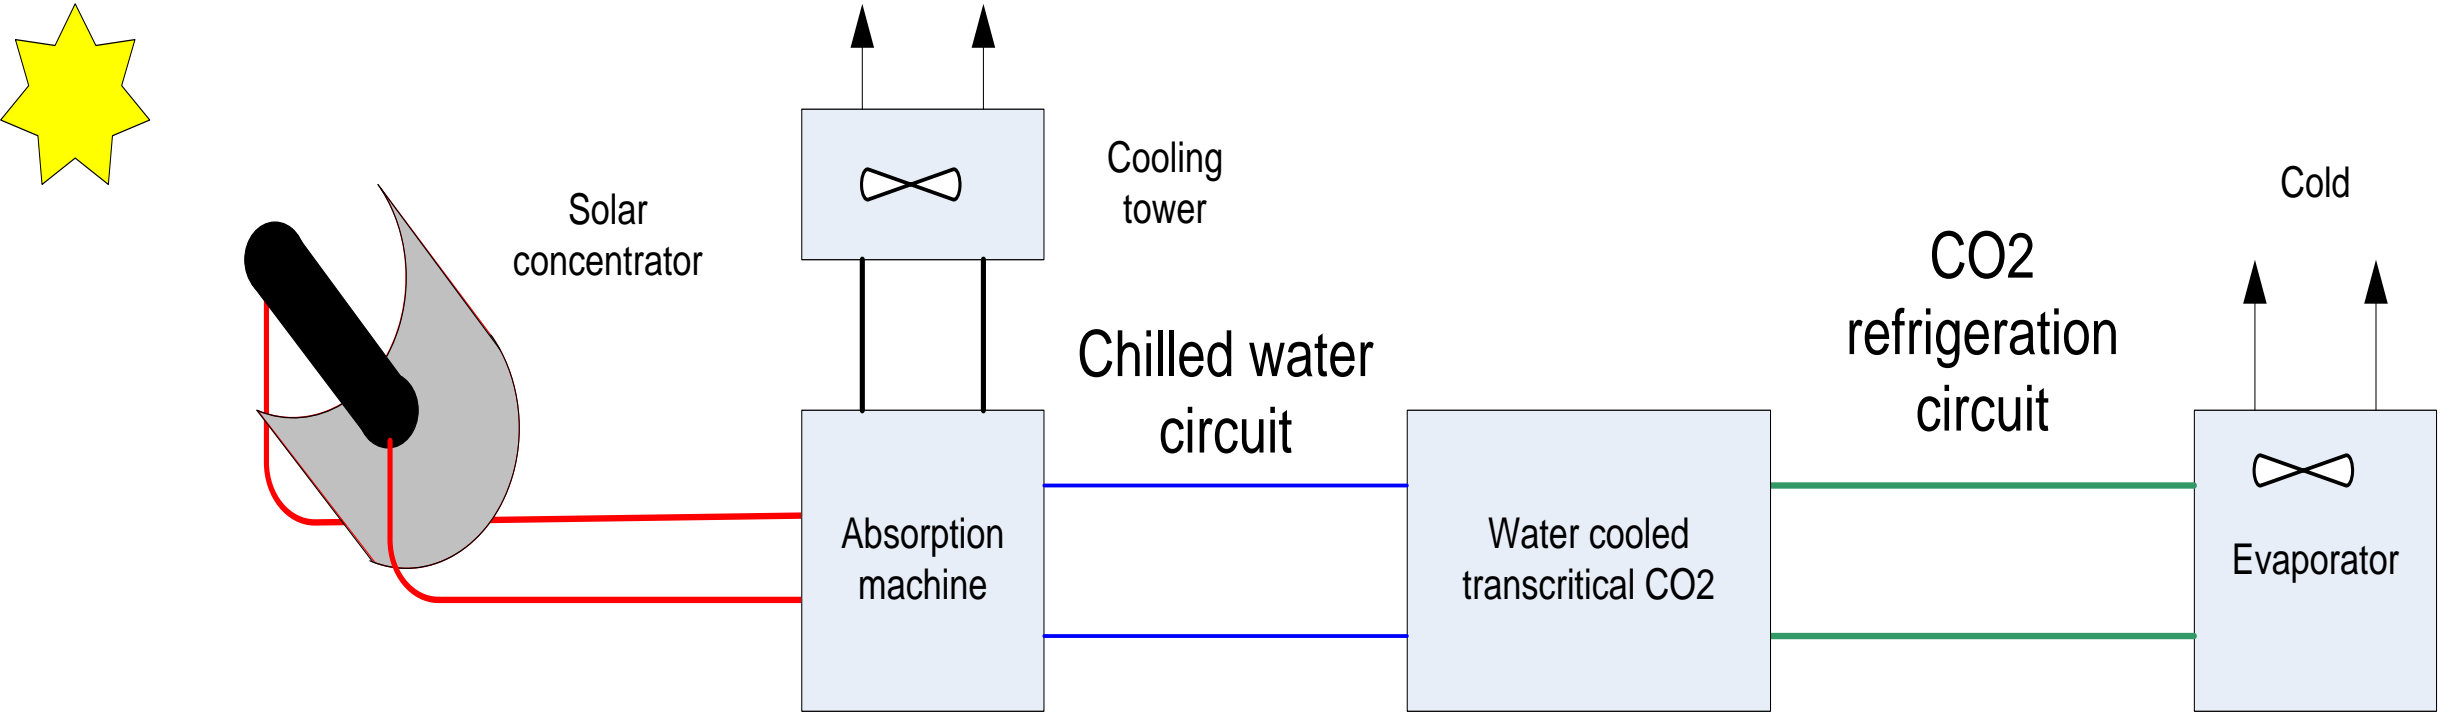 Solar
concentrator
Cooling
tower
Chilled water
circuit
Absorption
machine
Water cooled
transcritical CO2
CO2
refrigeration
circuit
Cold
Evaporator